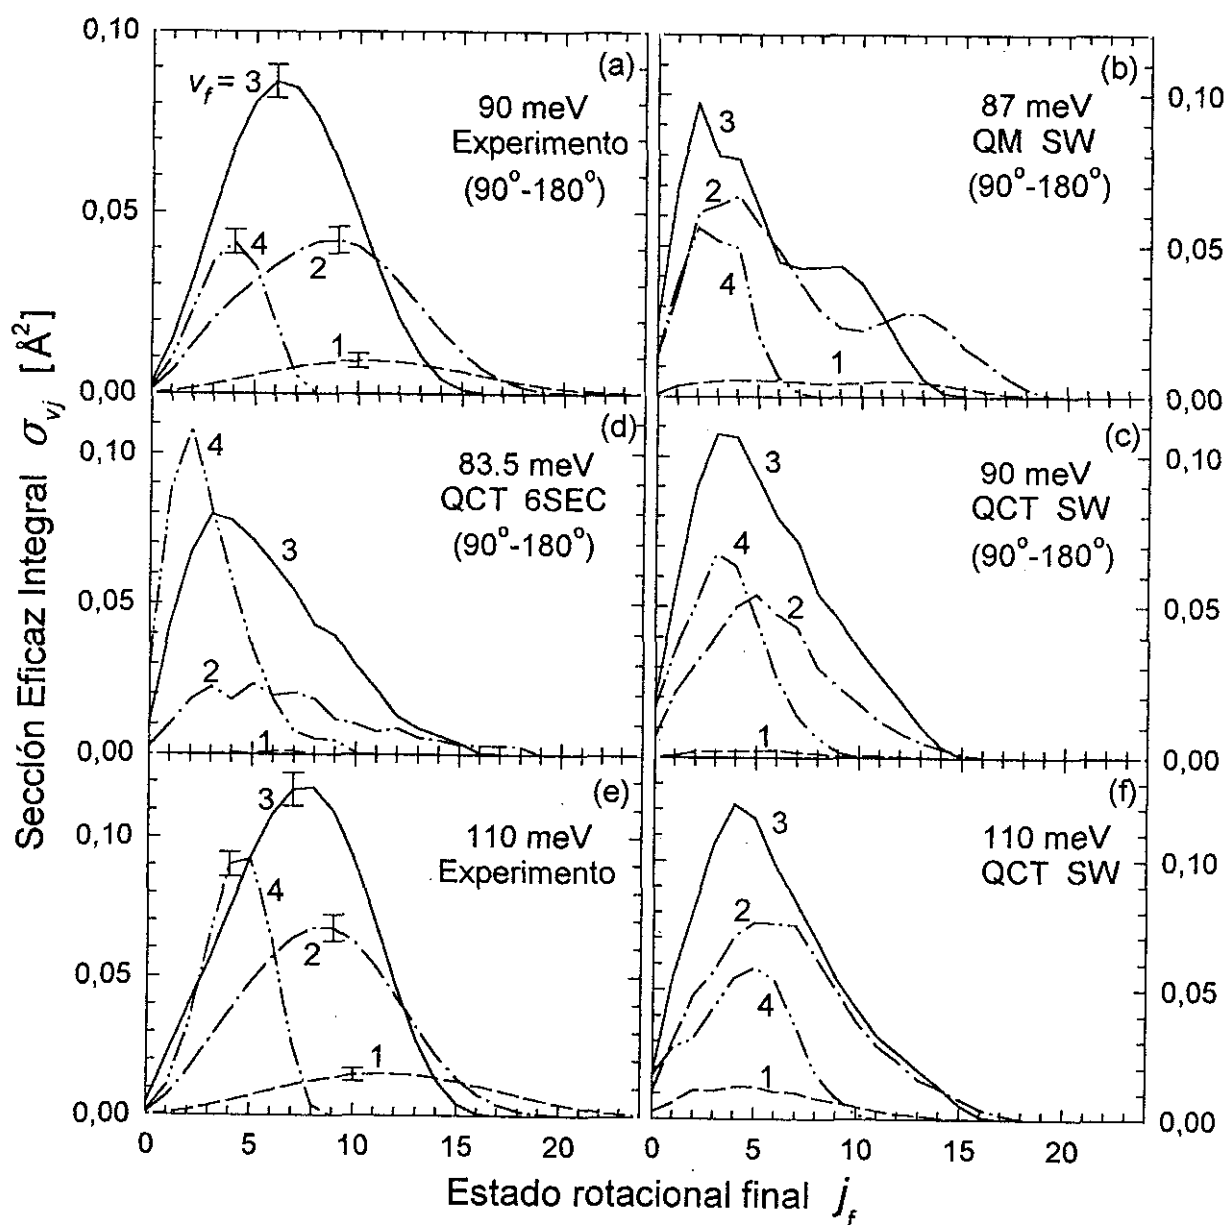 0,10
(a)
v_f = 3
90 meV
Experimento
(90°-180°)
0,05
4
2
1
0,00
(b)
87 meV
QM SW
(90°-180°)
3
2
4
1
0,10
0,05
0,00
(d)
4
83.5 meV
QCT 6SEC
(90°-180°)
3
2
1
0,10
0,05
0,00
(c)
90 meV
QCT SW
(90°-180°)
3
4
2
1
0,10
0,05
0,00
(e)
3
110 meV
Experimento
4
2
1
0,10
0,05
0,00
0 5 10 15 20
(f)
3
110 meV
QCT SW
2
4
1
0,10
0,05
0,00
0 5 10 15 20
Sección Eficaz Integral σ_vj [Å²]
Estado rotacional final j_f